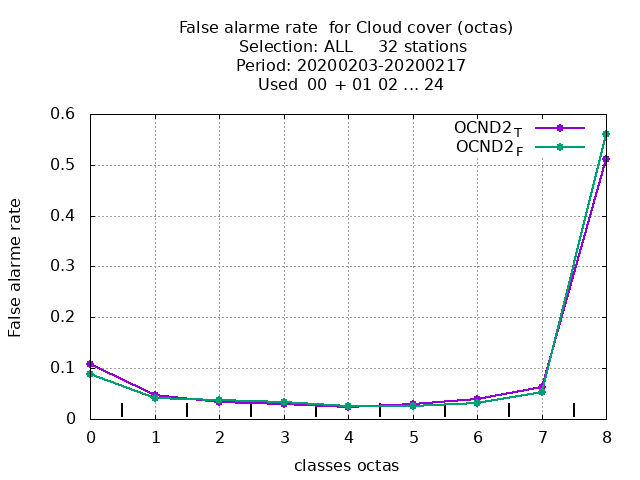 False alarme rate  for Cloud cover (octas)
Selection: ALL     32 stations
Period: 20200203-20200217
Used  00  + 01 02 ... 24
OCND2T
OCND2F
False alarme rate
0.6
0.5
0.4
0.3
0.2
0.1
0
0 1 2 3 4 5 6 7 8
classes octas